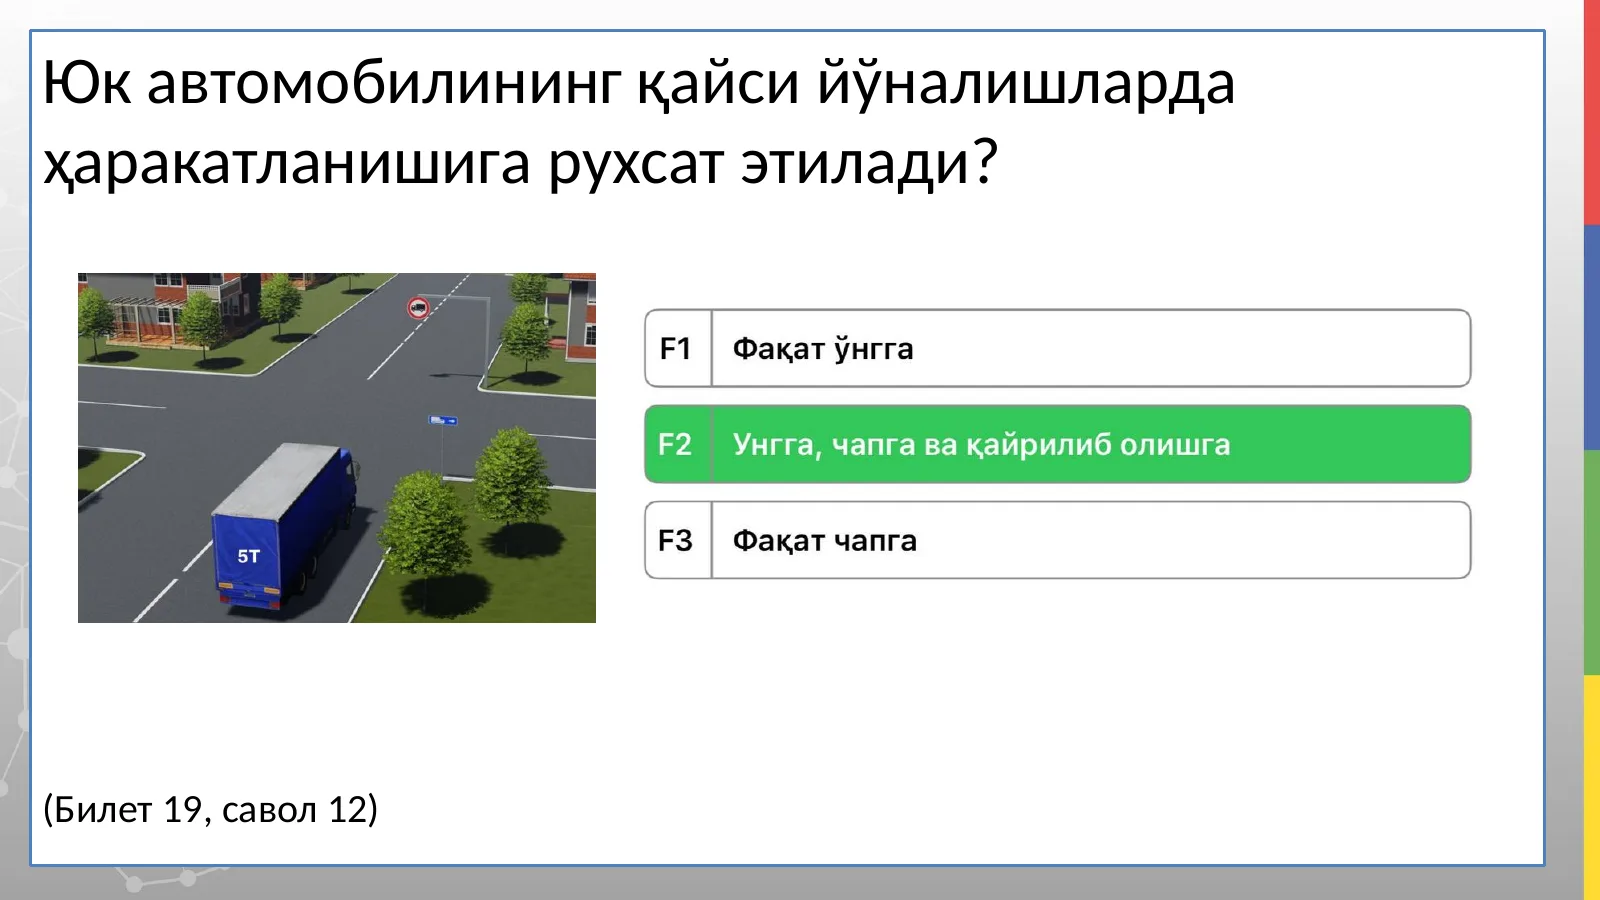 Юк автомобилининг қайси йўналишларда
ҳаракатланишига рухсат этилади?
5T
F1 Фақат ўнгга
F2 Унгга, чапга ва қайрилиб олишга
F3 Фақат чапга
(Билет 19, савол 12)